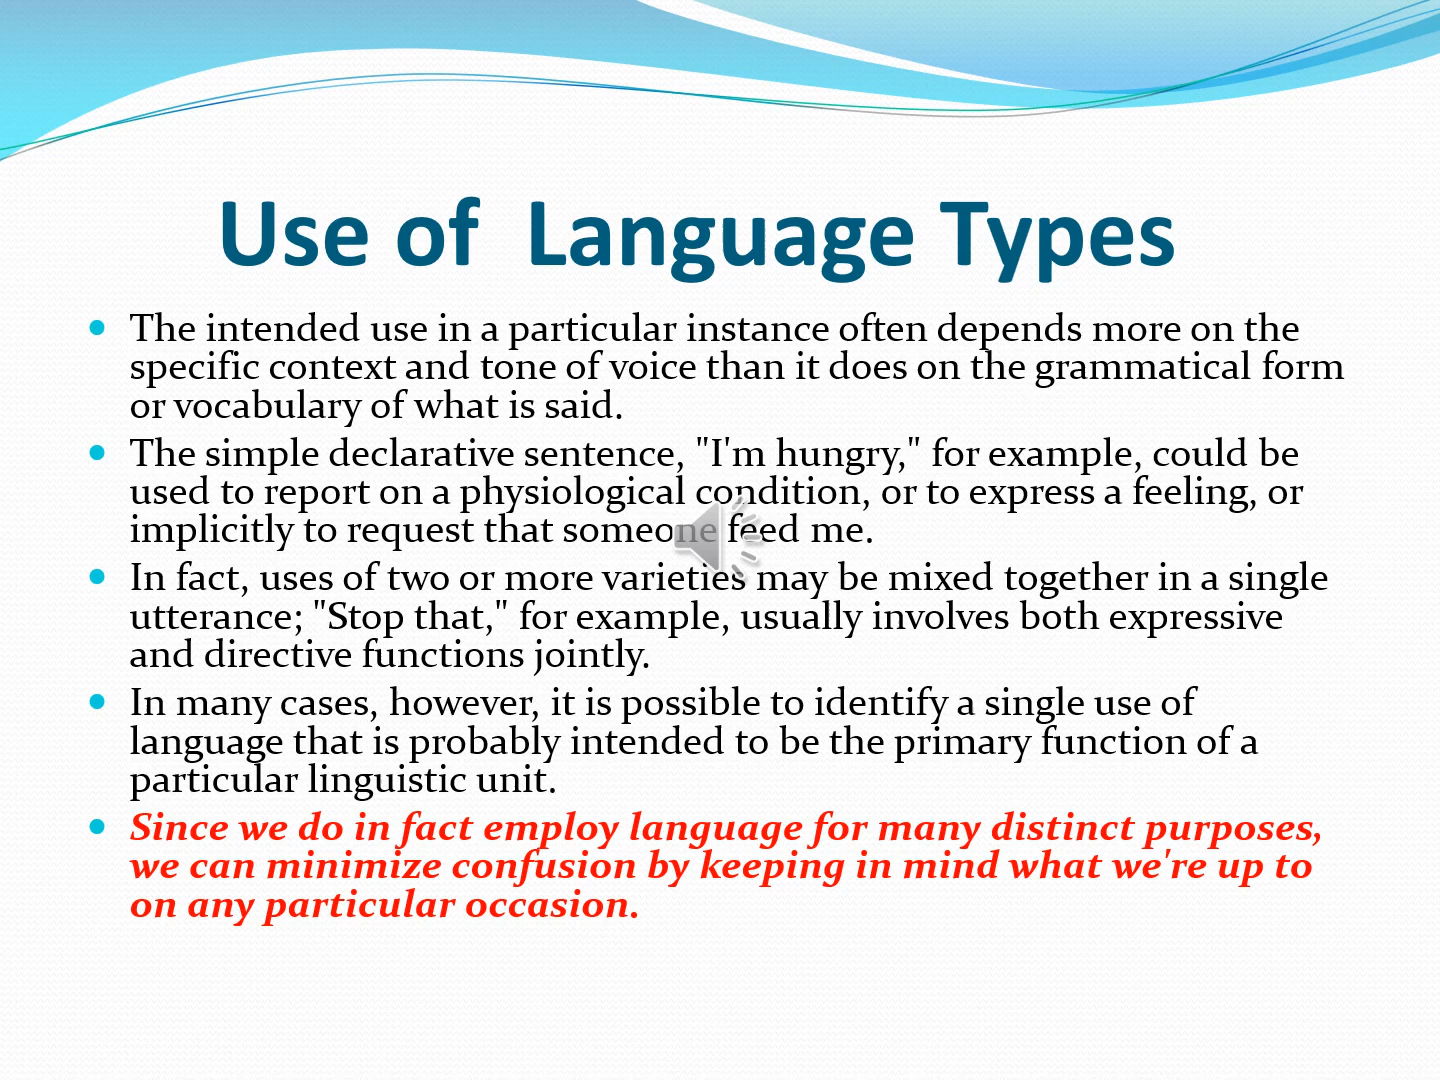 Use of  Language Types
The intended use in a particular instance often depends more on the
specific context and tone of voice than it does on the grammatical form
or vocabulary of what is said.
The simple declarative sentence, "I'm hungry," for example, could be
used to report on a physiological condition, or to express a feeling, or
implicitly to request that someone feed me.
In fact, uses of two or more varieties may be mixed together in a single
utterance; "Stop that," for example, usually involves both expressive
and directive functions jointly.
In many cases, however, it is possible to identify a single use of
language that is probably intended to be the primary function of a
particular linguistic unit.
Since we do in fact employ language for many distinct purposes,
we can minimize confusion by keeping in mind what we're up to
on any particular occasion.